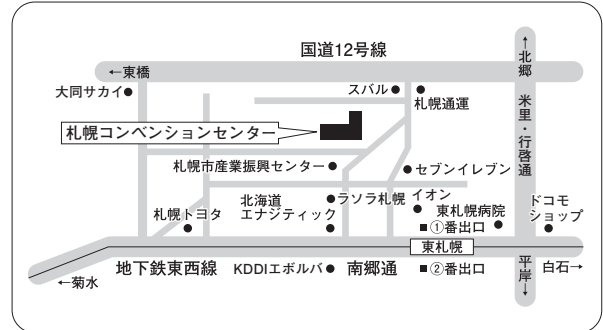 国道12号線
←東橋
↑北郷
米里・行啓通
大同サカイ
スバル
札幌通運
札幌コンベンションセンター
札幌市産業振興センター
セブンイレブン
北海道
エナジティック
ラソラ札幌
イオン
札幌トヨタ
東札幌病院
ドコモ
ショップ
①番出口
東札幌
←菊水
地下鉄東西線
KDDIエボルバ
南郷通
②番出口
平岸↓
白石→